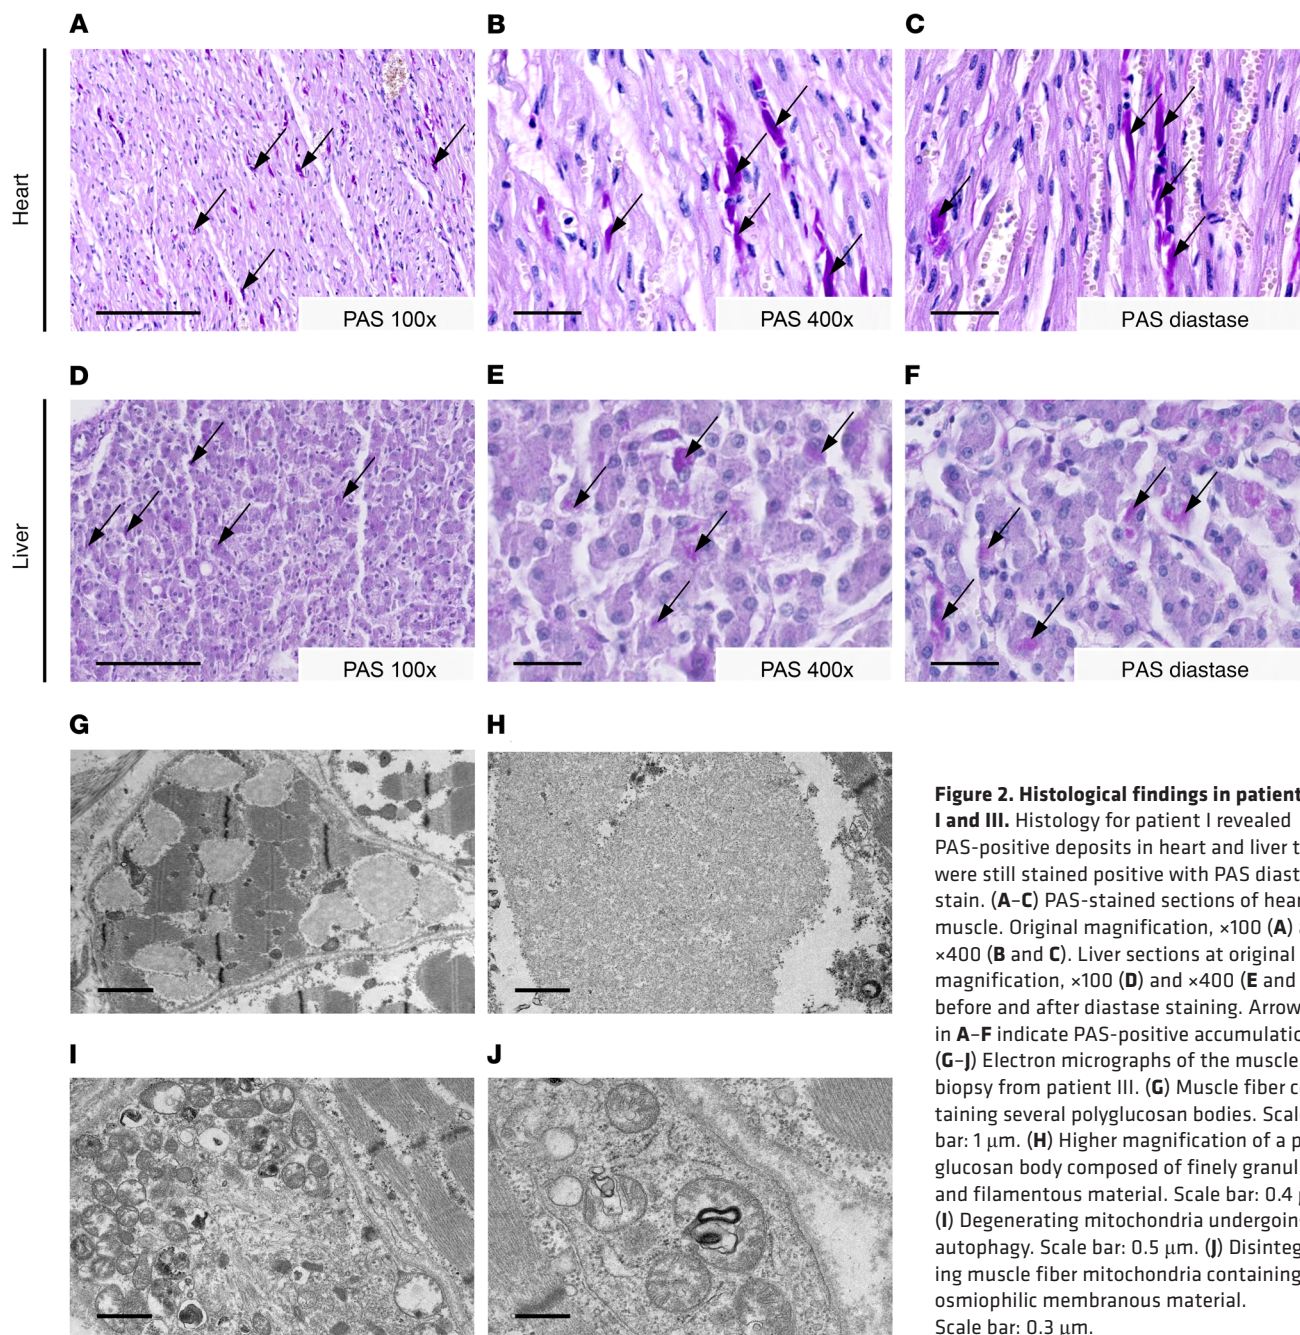 A
B
C
Heart
PAS 100x
PAS 400x
PAS diastase
D
E
F
Liver
PAS 100x
PAS 400x
PAS diastase
G
H
I
J
Figure 2. Histological findings in patient
I and III. Histology for patient I revealed
PAS-positive deposits in heart and liver t
were still stained positive with PAS diast
stain. (A–C) PAS-stained sections of hear
muscle. Original magnification, ×100 (A)
×400 (B and C). Liver sections at original
magnification, ×100 (D) and ×400 (E and
before and after diastase staining. Arrow
in A–F indicate PAS-positive accumulatio
(G–J) Electron micrographs of the muscle
biopsy from patient III. (G) Muscle fiber co
taining several polyglucosan bodies. Scal
bar: 1 μm. (H) Higher magnification of a p
glucosan body composed of finely granul
and filamentous material. Scale bar: 0.4
(I) Degenerating mitochondria undergoin
autophagy. Scale bar: 0.5 μm. (J) Disinteg
ing muscle fiber mitochondria containing
osmiophilic membranous material.
Scale bar: 0.3 μm.